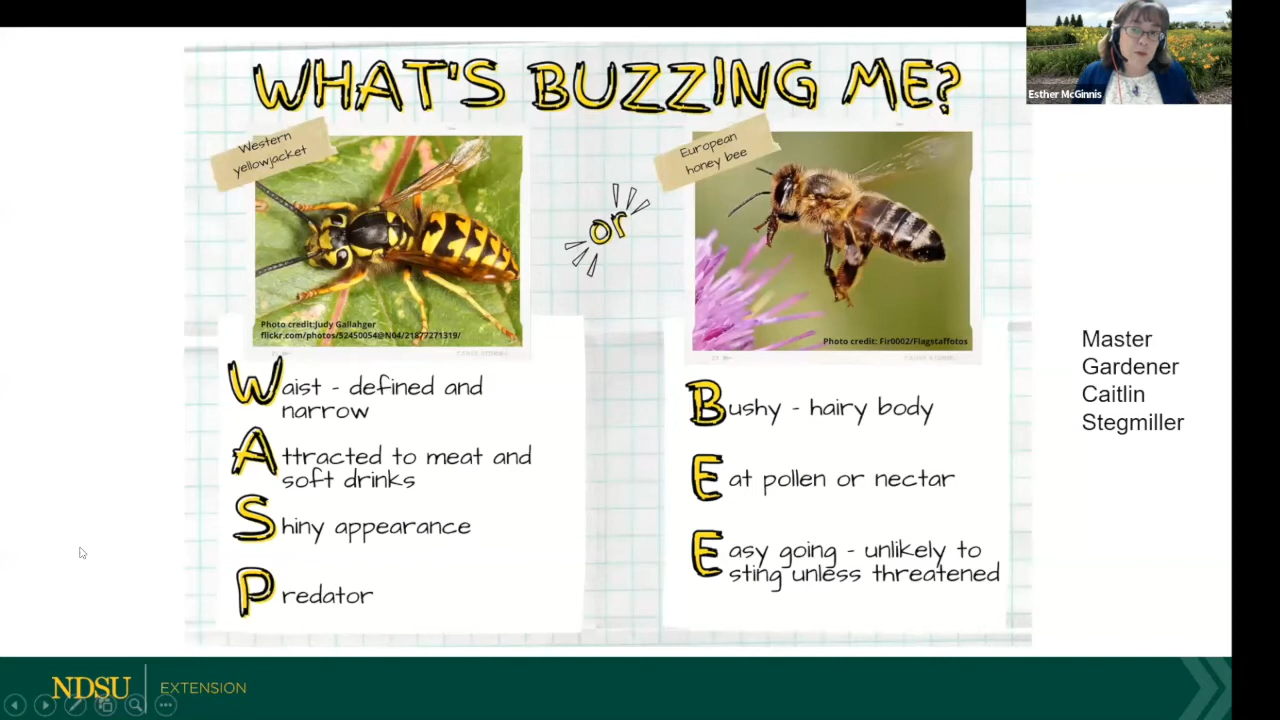 WHAT'S BUZZING ME?
Esther McGinnis
Western
yellowjacket
or
European
honey bee
Photo credit:Judy Gallahger
flickr.com/photos/52450054@N04/21877271319/
Photo credit: Fir0002/Flagstaffotos
Waist - defined and
narrow
Attracted to meat and
soft drinks
Shiny appearance
Predator
Bushy - hairy body
Eat pollen or nectar
Easy going - unlikely to
sting unless threatened
Master
Gardener
Caitlin
Stegmiller
NDSU EXTENSION